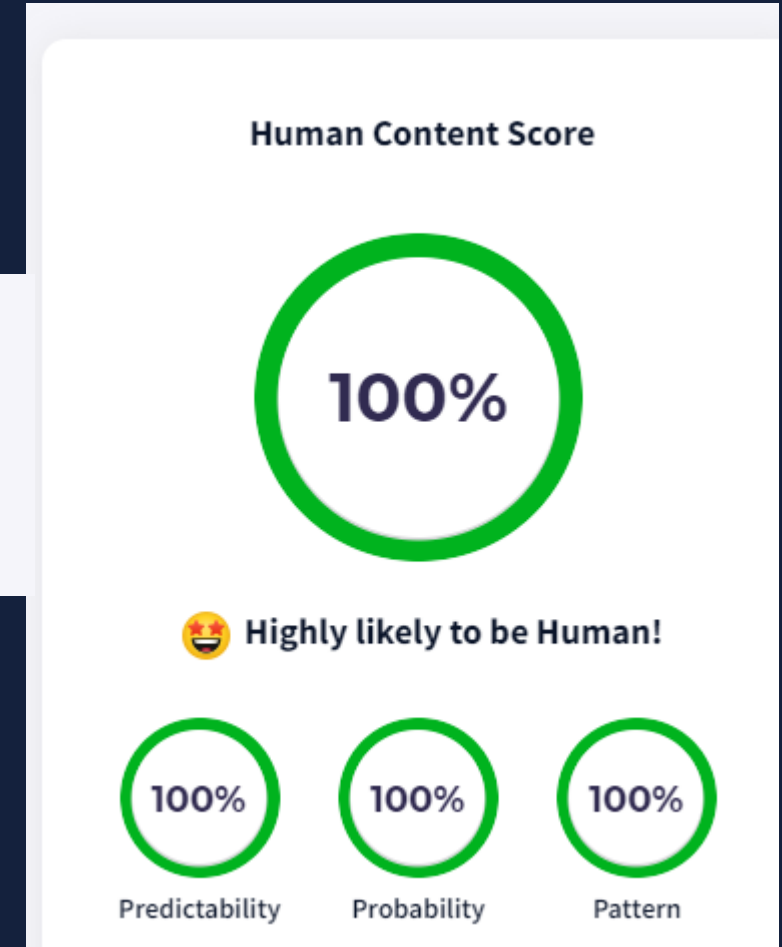 Human Content Score
100%
🤩 Highly likely to be Human!
100% 100% 100%
Predictability Probability Pattern